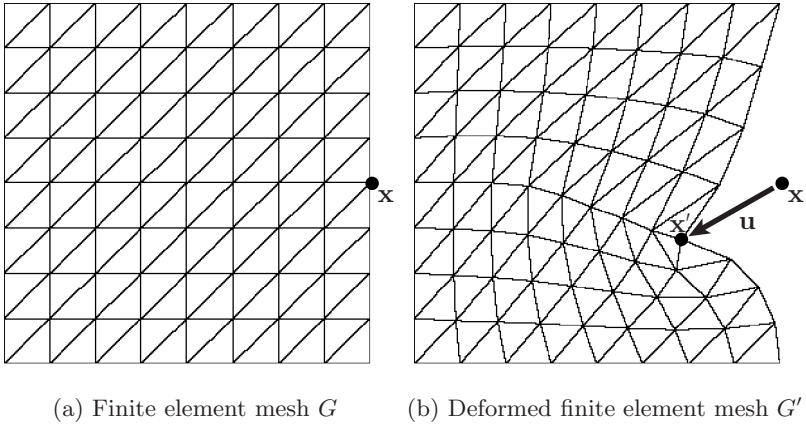 x
x
x′
u
(a) Finite element mesh G
(b) Deformed finite element mesh G′